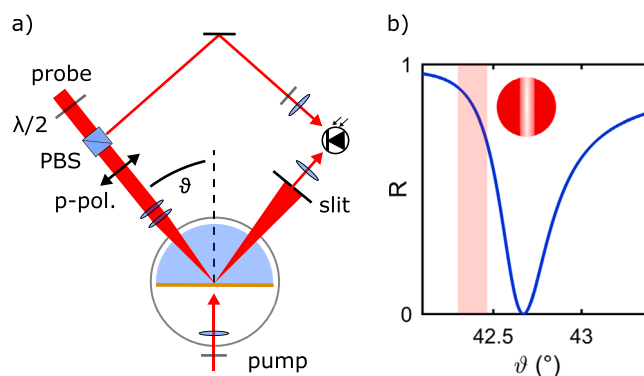 a)
probe
λ/2
PBS
p-pol.
ϑ
slit
pump
b)
1
R
0
42.5
43
ϑ (°)